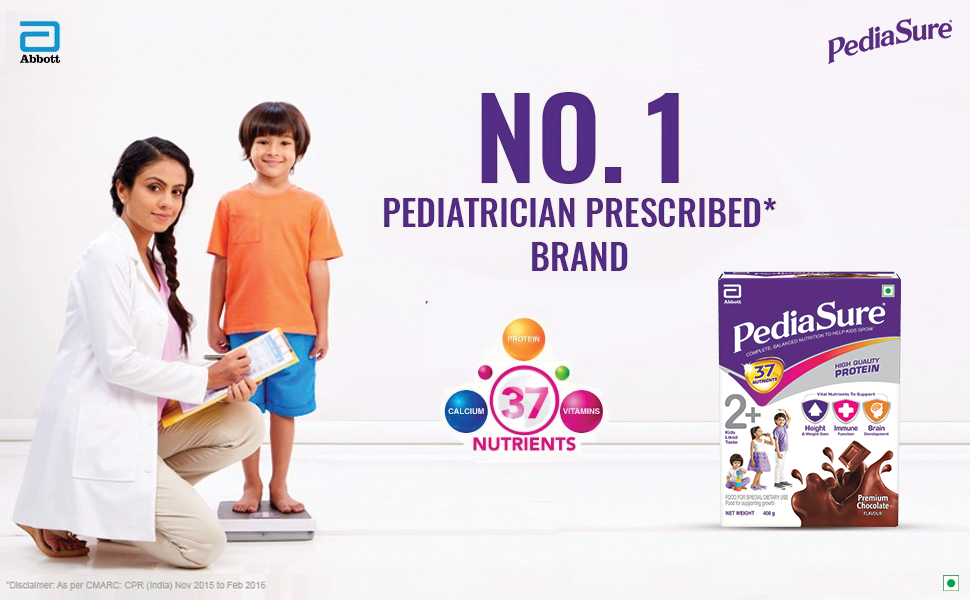 Abbott
PediaSure
NO. 1
PEDIATRICIAN PRESCRIBED*
BRAND
PROTEIN
CALCIUM
37
VITAMINS
NUTRIENTS
Abbott
PediaSure®
COMPLETE, BALANCED NUTRITION TO HELP KIDS GROW
37
NUTRIENTS
HIGH QUALITY
PROTEIN
Vital Nutrients To Support
2+
Kids
Liked
Taste
Height
& Weight Gain
Immune
Function
Brain
Development
FOOD FOR SPECIAL DIETARY USE
Food for supporting growth
NET WEIGHT 400 g
Premium
Chocolate
FLAVOUR
*Disclaimer: As per CMARC: CPR (India) Nov 2015 to Feb 2016